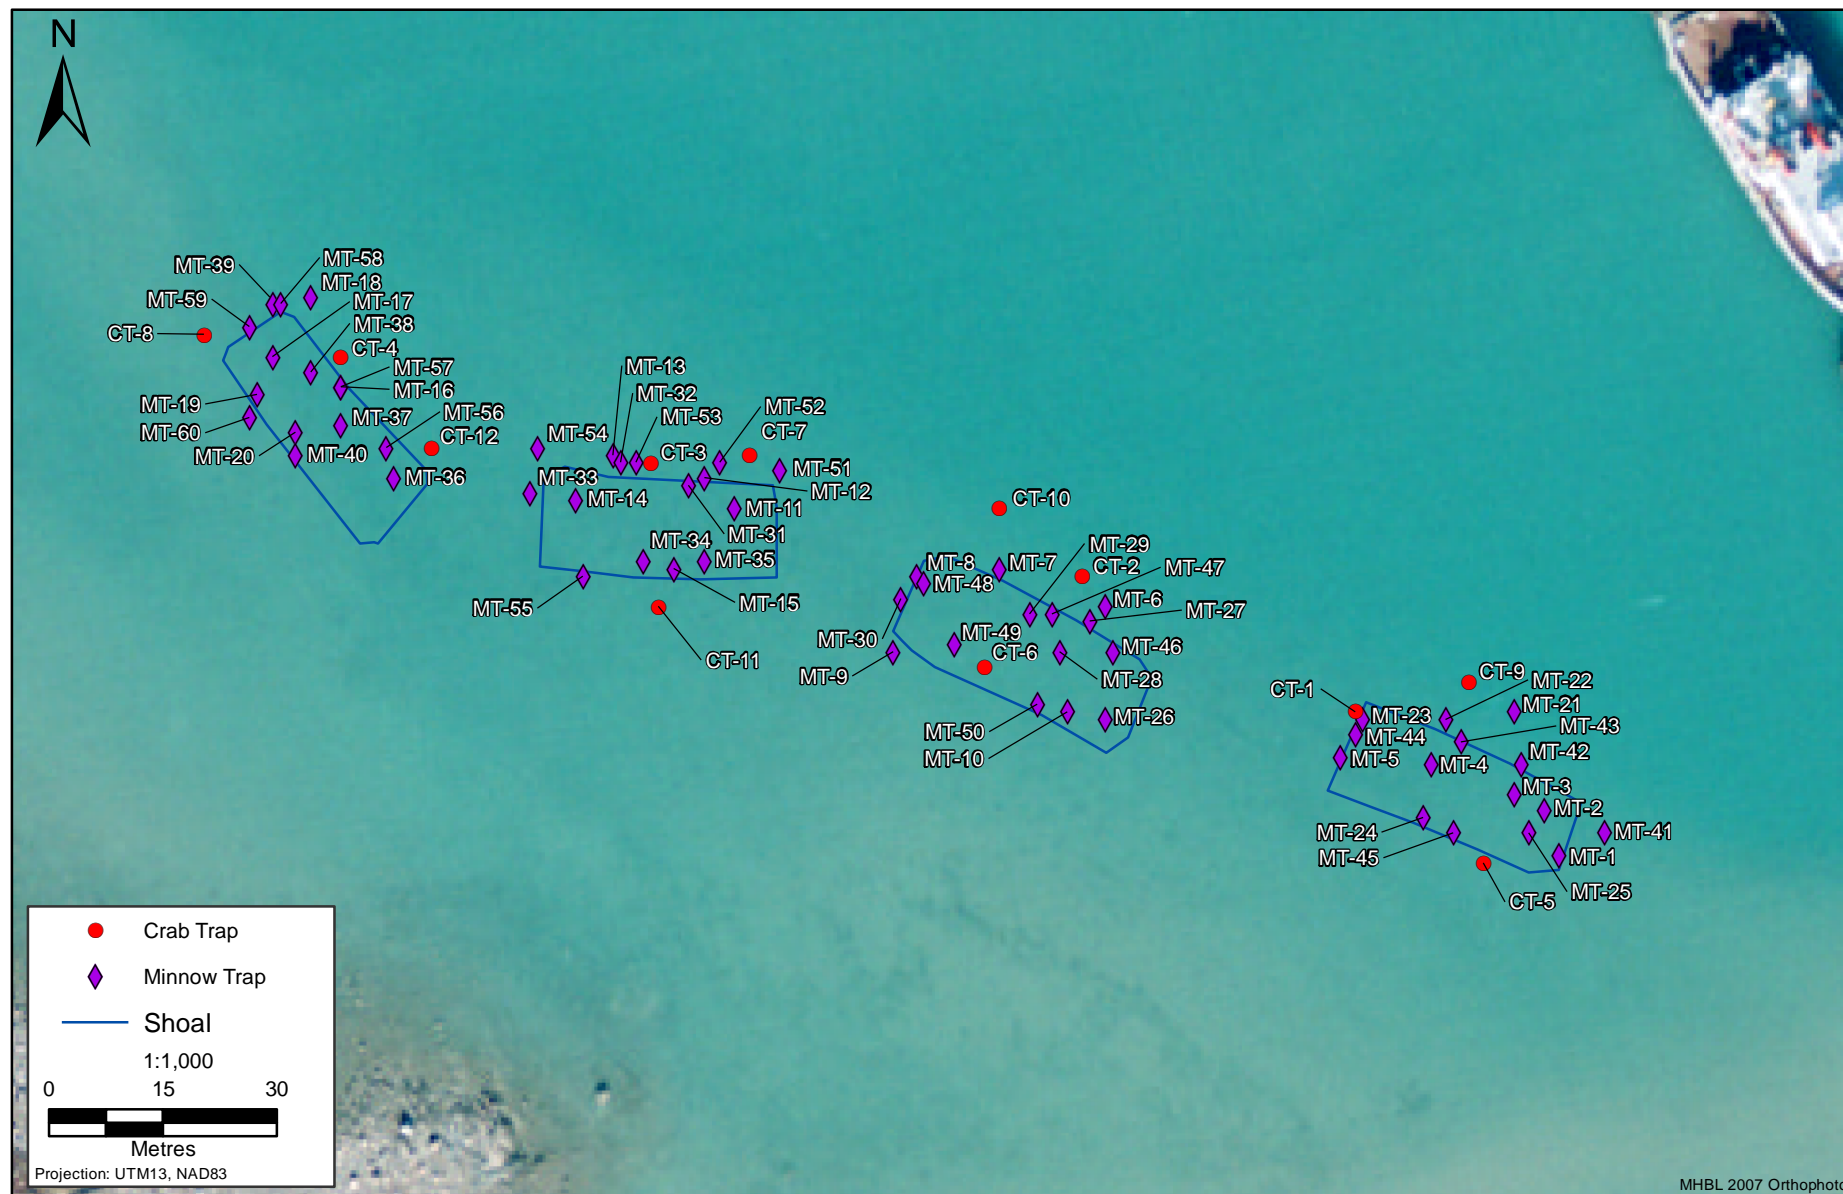 N
MT-39
MT-58
MT-18
MT-59
MT-17
CT-8
MT-38
CT-4
MT-57
MT-16
MT-19
MT-60
MT-37
MT-56
CT-12
MT-20
MT-40
MT-36
MT-13
MT-32
MT-53
MT-52
CT-7
MT-54
CT-3
MT-51
MT-12
MT-33
MT-14
MT-11
MT-31
MT-34
MT-35
MT-55
MT-15
CT-11
CT-10
MT-29
MT-8
MT-7
CT-2
MT-47
MT-48
MT-6
MT-27
MT-30
MT-49
CT-6
MT-46
MT-9
MT-28
MT-50
MT-26
MT-10
CT-1
CT-9
MT-22
MT-23
MT-21
MT-43
MT-44
MT-5
MT-4
MT-42
MT-3
MT-2
MT-24
MT-41
MT-45
MT-1
MT-25
CT-5
Crab Trap
Minnow Trap
Shoal
1:1,000
0 15 30
Metres
Projection: UTM13, NAD83
MHBL 2007 Orthophoto